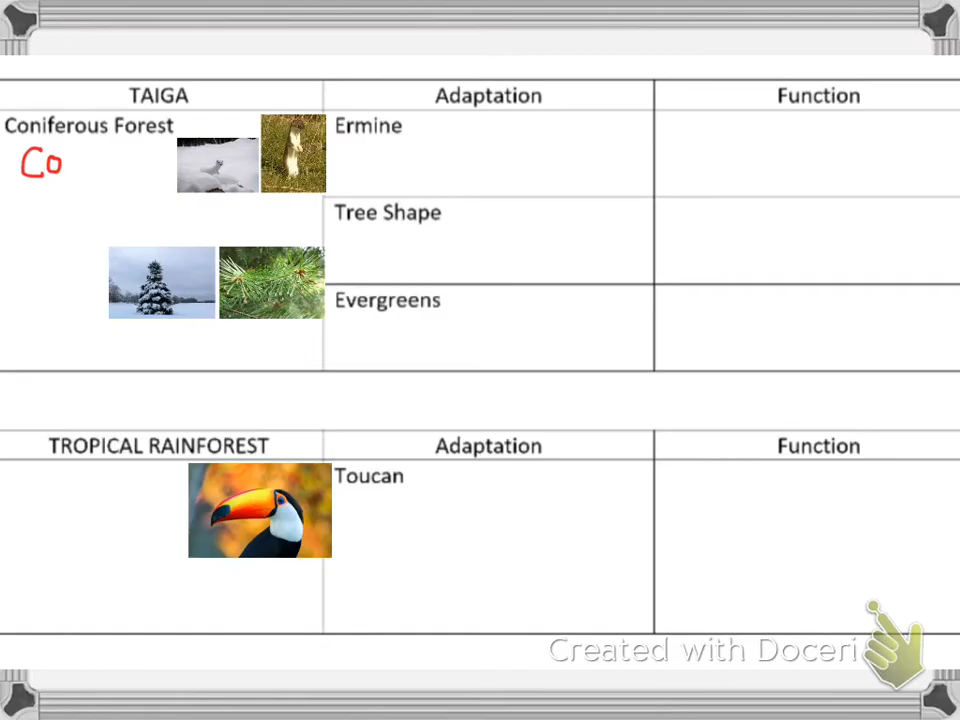 TAIGA
Adaptation
Function
Coniferous Forest
Co
Ermine
Tree Shape
Evergreens
TROPICAL RAINFOREST
Adaptation
Function
Toucan
Created with Doceri